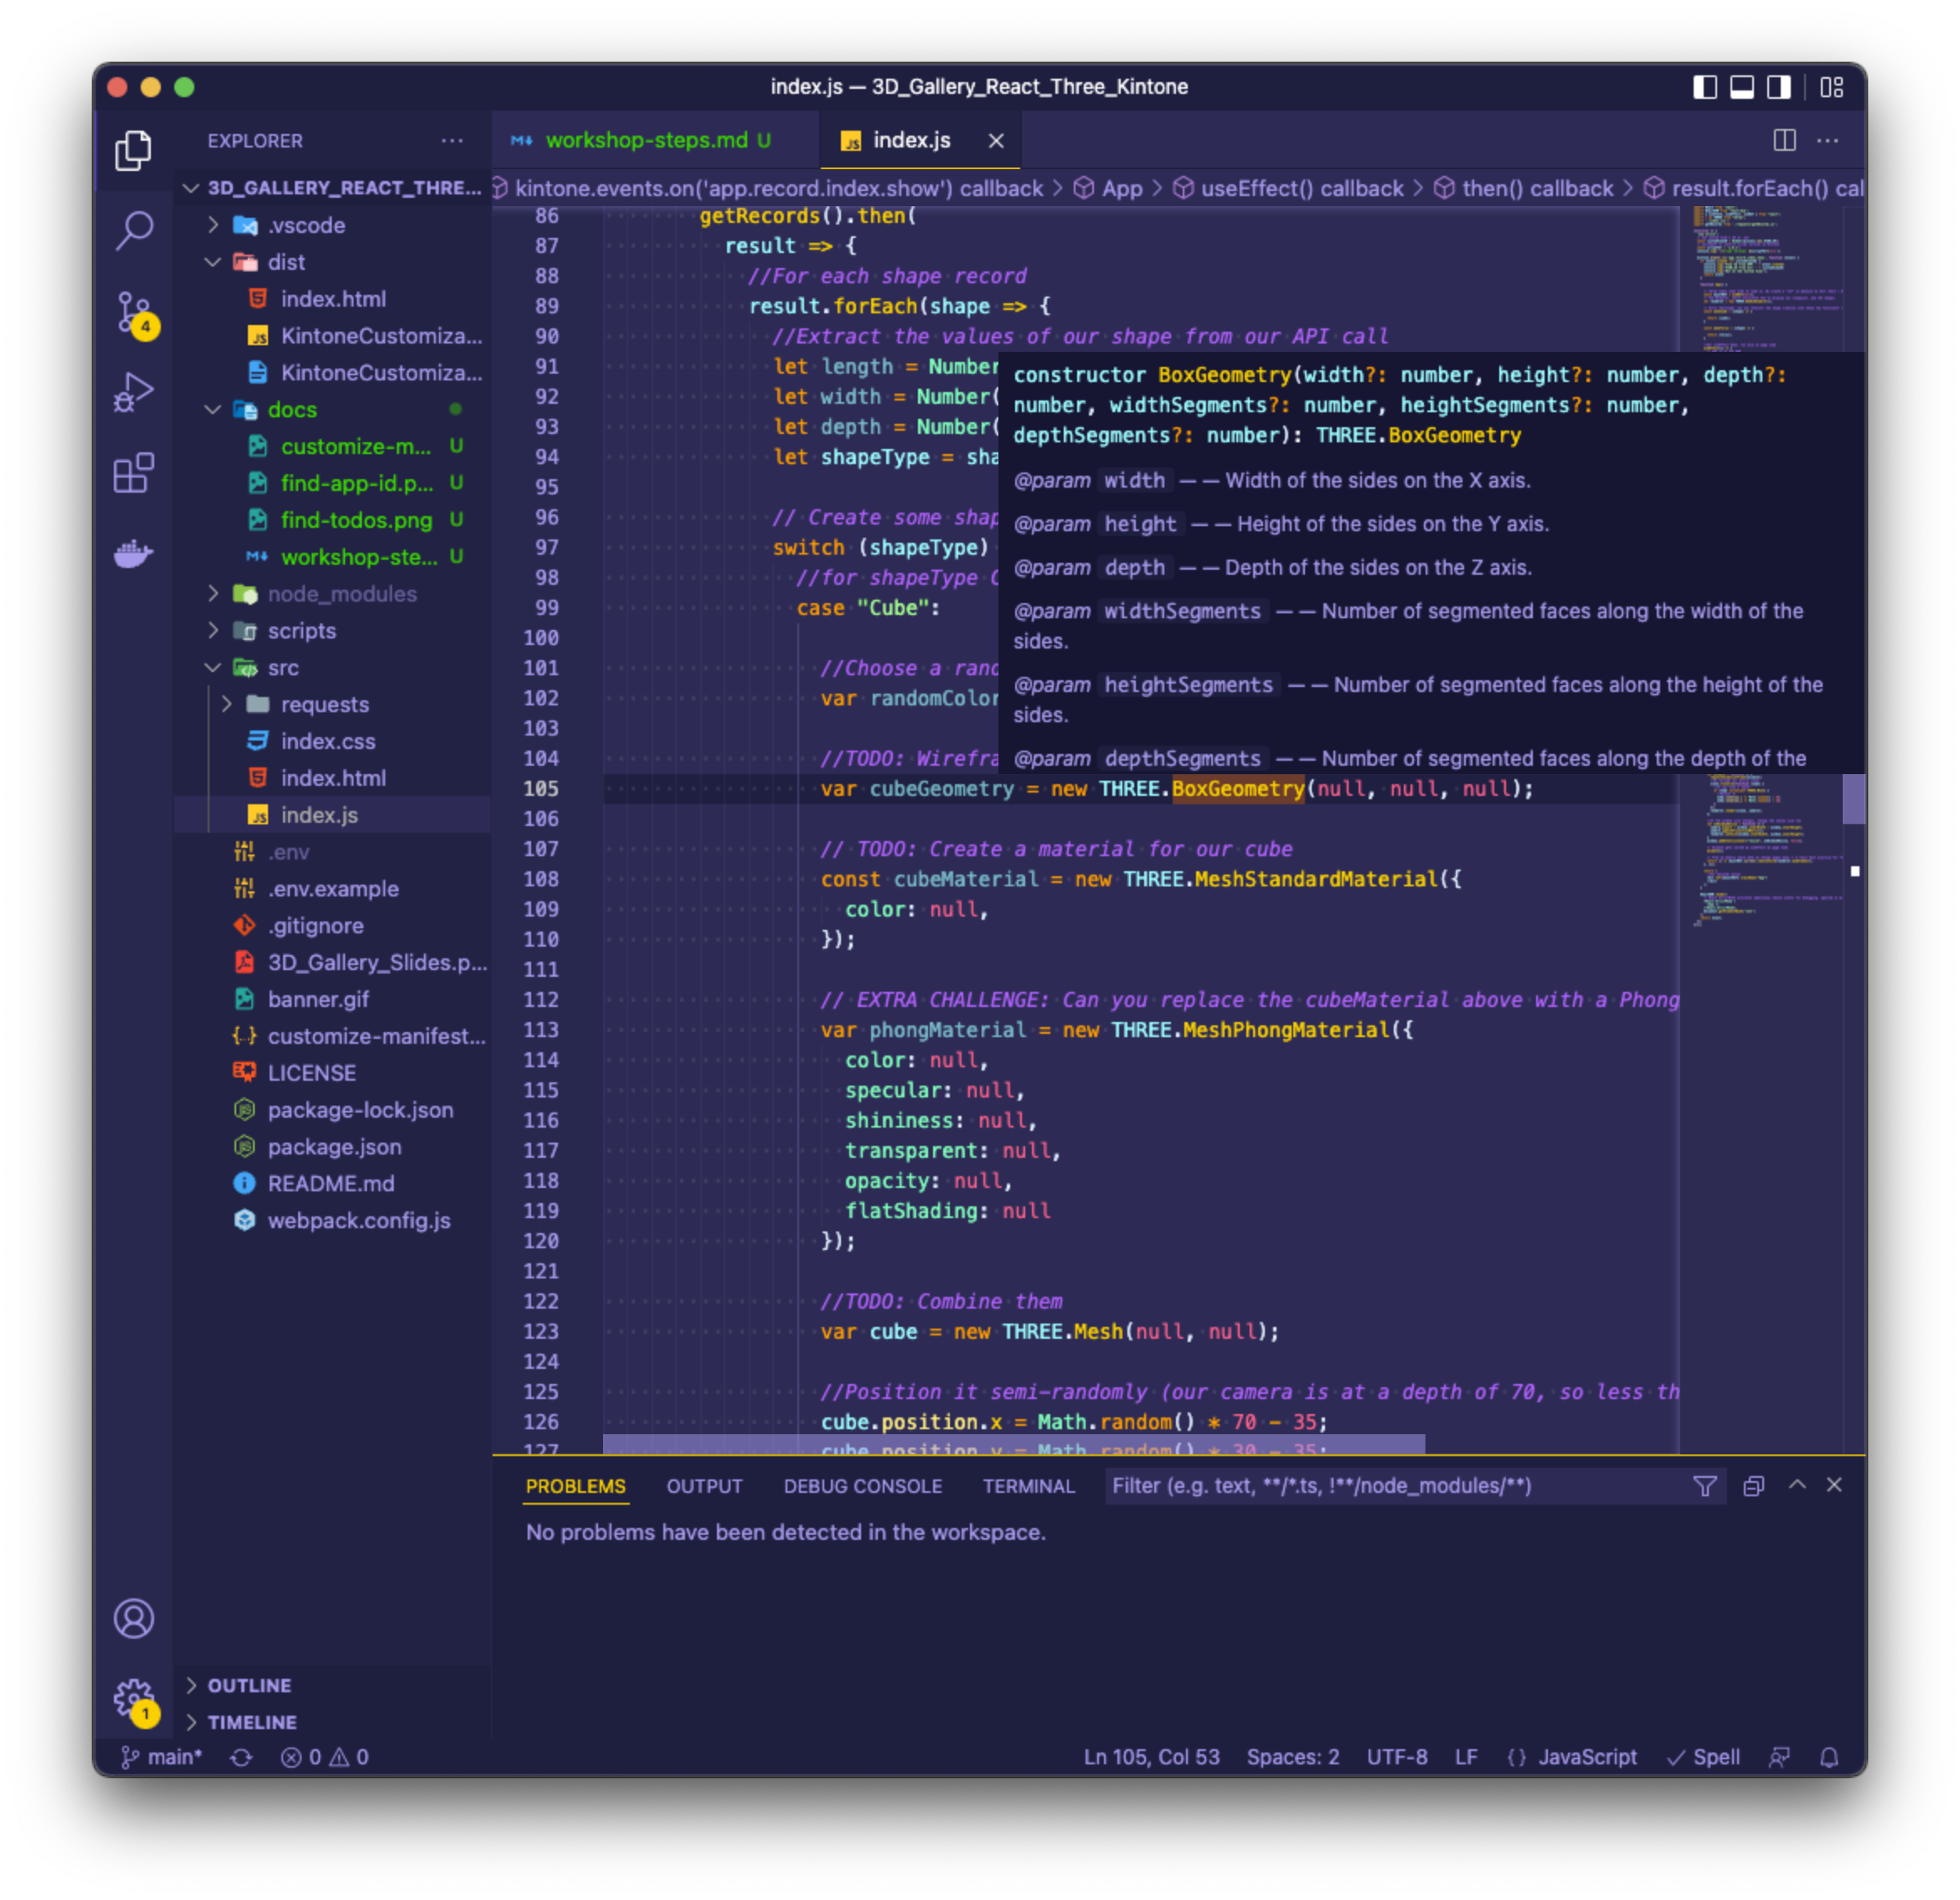 index.js — 3D_Gallery_React_Three_Kintone
EXPLORER
workshop-steps.md U
index.js
3D_GALLERY_REACT_THRE...
kintone.events.on('app.record.index.show') callback > App > useEffect() callback > then() callback > result.forEach() cal
.vscode
dist
index.html
KintoneCustomiza...
KintoneCustomiza...
docs
customize-m... U
find-app-id.p... U
find-todos.png U
workshop-ste... U
node_modules
scripts
src
requests
index.css
index.html
index.js
.env
.env.example
.gitignore
3D_Gallery_Slides.p...
banner.gif
customize-manifest...
LICENSE
package-lock.json
package.json
README.md
webpack.config.js
OUTLINE
TIMELINE
4
1
86 getRecords().then(
87 result => {
88 //For each shape record
89 result.forEach(shape => {
90 //Extract the values of our shape from our API call
91 let length = Number
92 let width = Number(
93 let depth = Number(
94 let shapeType = sha
95
96 // Create some shap
97 switch (shapeType)
98 //for shapeType C
99 case "Cube":
100
101 //Choose a rand
102 var randomColor
103
104 //TODO: Wirefra
105 var cubeGeometry = new THREE.BoxGeometry(null, null, null);
106
107 // TODO: Create a material for our cube
108 const cubeMaterial = new THREE.MeshStandardMaterial({
109 color: null,
110 });
111
112 // EXTRA CHALLENGE: Can you replace the cubeMaterial above with a Phong
113 var phongMaterial = new THREE.MeshPhongMaterial({
114 color: null,
115 specular: null,
116 shininess: null,
117 transparent: null,
118 opacity: null,
119 flatShading: null
120 });
121
122 //TODO: Combine them
123 var cube = new THREE.Mesh(null, null);
124
125 //Position it semi-randomly (our camera is at a depth of 70, so less th
126 cube.position.x = Math.random() * 70 - 35;
127 cube.position.y = Math.random() * 30 - 35;
constructor BoxGeometry(width?: number, height?: number, depth?:
number, widthSegments?: number, heightSegments?: number,
depthSegments?: number): THREE.BoxGeometry
@param width — — Width of the sides on the X axis.
@param height — — Height of the sides on the Y axis.
@param depth — — Depth of the sides on the Z axis.
@param widthSegments — — Number of segmented faces along the width of the
sides.
@param heightSegments — — Number of segmented faces along the height of the
sides.
@param depthSegments — — Number of segmented faces along the depth of the
PROBLEMS OUTPUT DEBUG CONSOLE TERMINAL Filter (e.g. text, **/*.ts, !**/node_modules/**)
No problems have been detected in the workspace.
main* 0 0 Ln 105, Col 53 Spaces: 2 UTF-8 LF {} JavaScript Spell